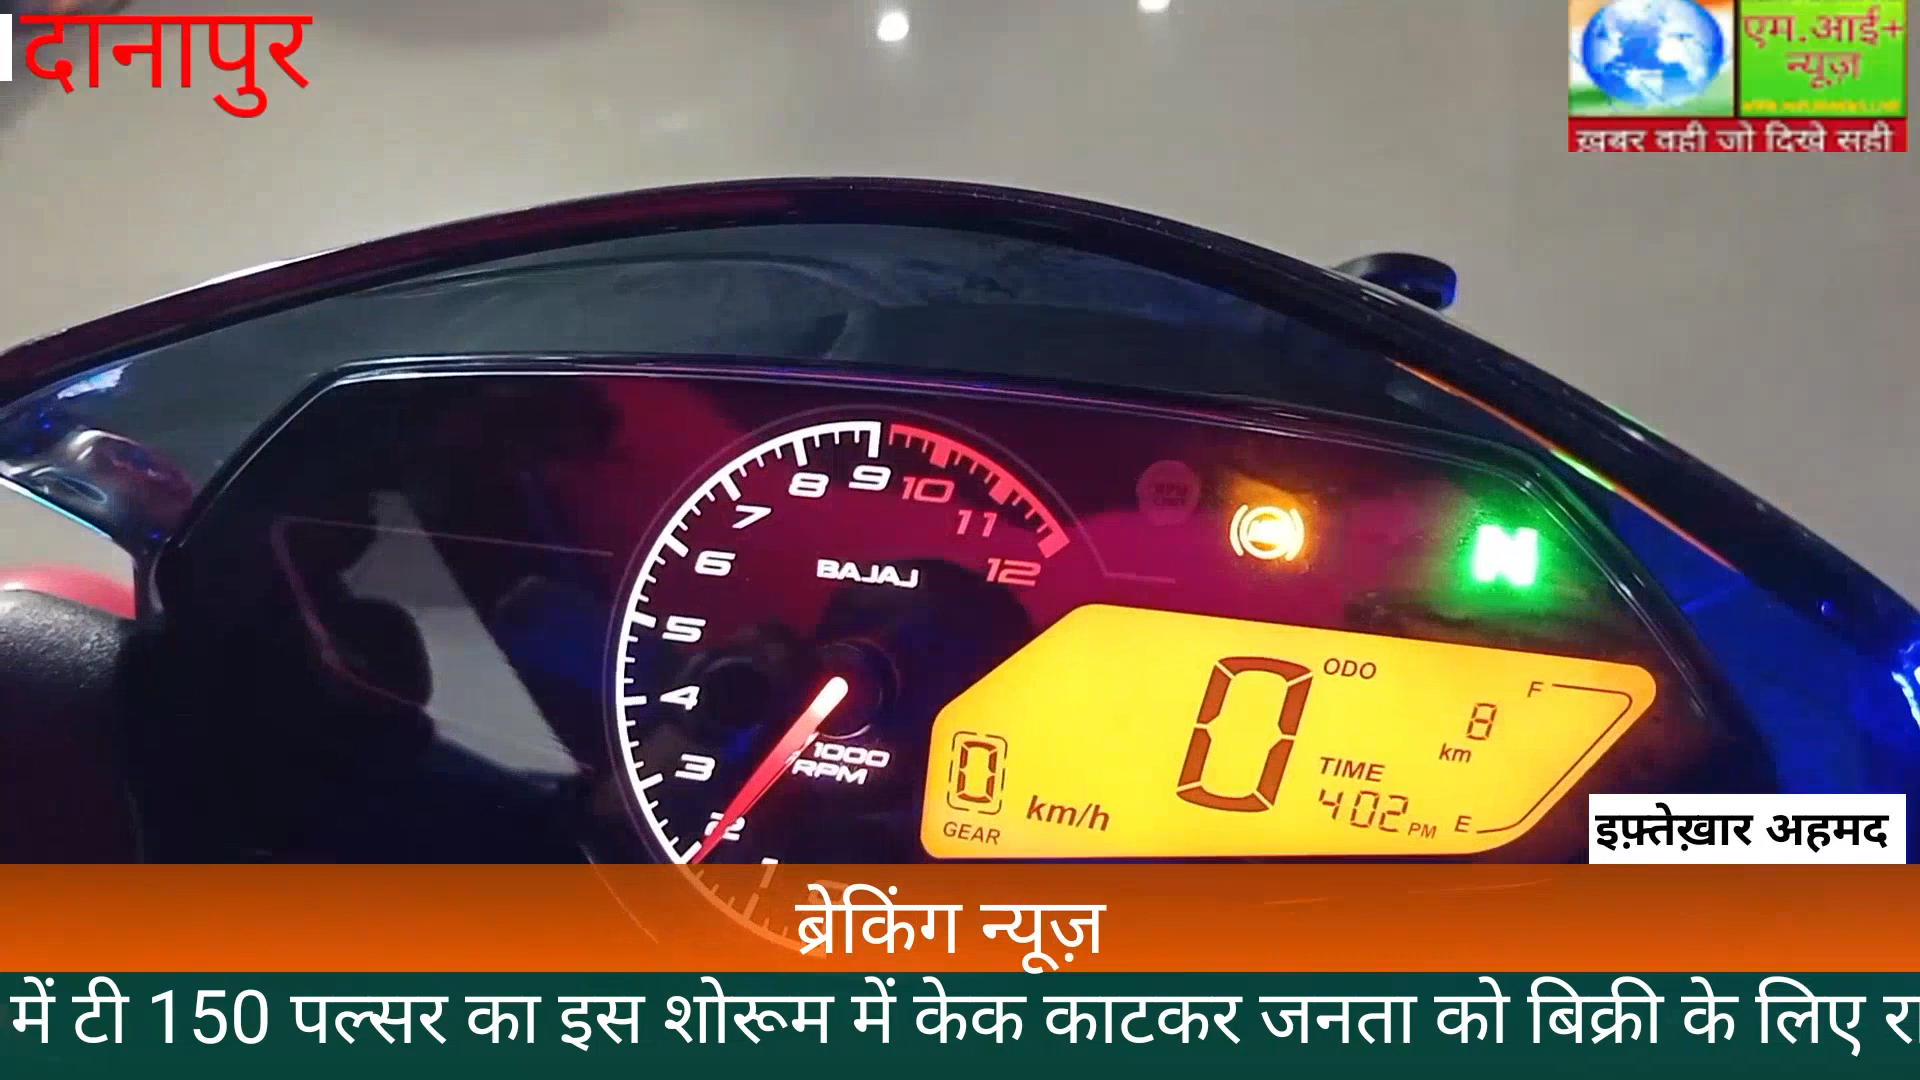 दानापुर
एम.आई+
न्यूज़
ख़बर वही जो दिखे सही
8 9 10
7 11
6 BAJAJ 12
5
4
3
1000
RPM
2
1
0 ODO
F
8
km
TIME
402 PM
E
0
GEAR
km/h
N
इफ़्तेख़ार अहमद
ब्रेकिंग न्यूज़
में टी 150 पल्सर का इस शोरूम में केक काटकर जनता को बिक्री के लिए